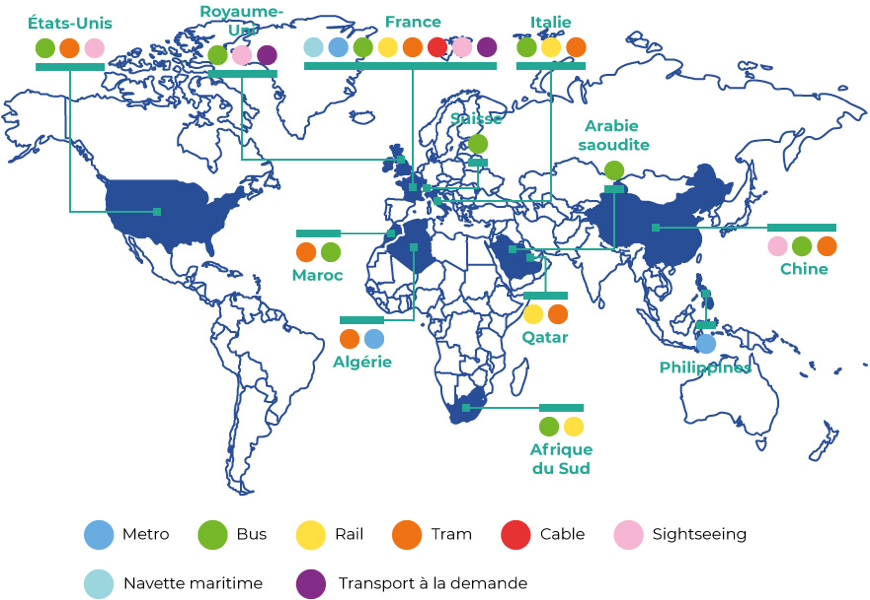 États-Unis
Royaume-
Uni
France
Italie
Suisse
Arabie
saoudite
Maroc
Chine
Algérie
Qatar
Philippines
Afrique
du Sud
Metro
Bus
Rail
Tram
Cable
Sightseeing
Navette maritime
Transport à la demande